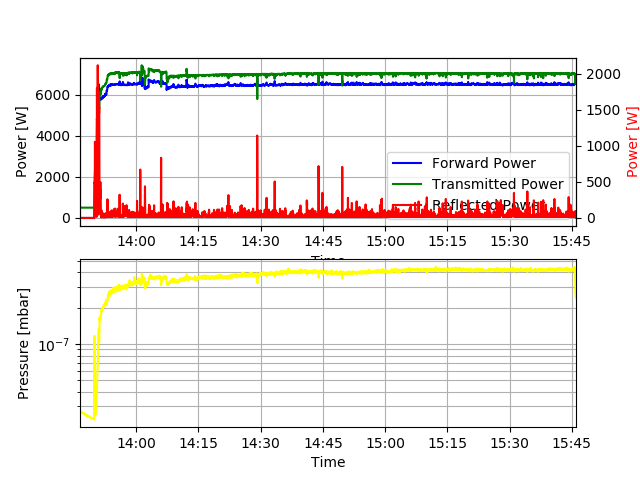 6000
4000
2000
0
Power [W]
2000
1500
1000
500
0
Power [W]
Forward Power
Transmitted Power
Reflected Power
14:00 14:15 14:30 14:45 15:00 15:15 15:30 15:45
Time
Pressure [mbar]
10⁻⁷
14:00 14:15 14:30 14:45 15:00 15:15 15:30 15:45
Time